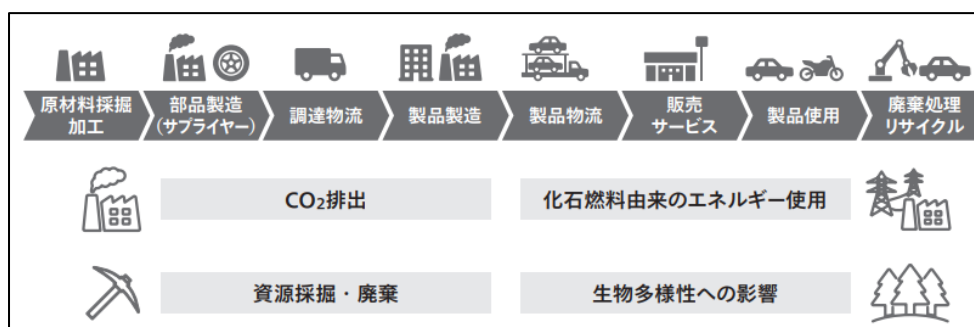 原材料採掘
加工
部品製造
(サプライヤー)
調達物流
製品製造
製品物流
販売
サービス
製品使用
廃棄処理
リサイクル
CO₂排出
化石燃料由来のエネルギー使用
資源採掘・廃棄
生物多様性への影響